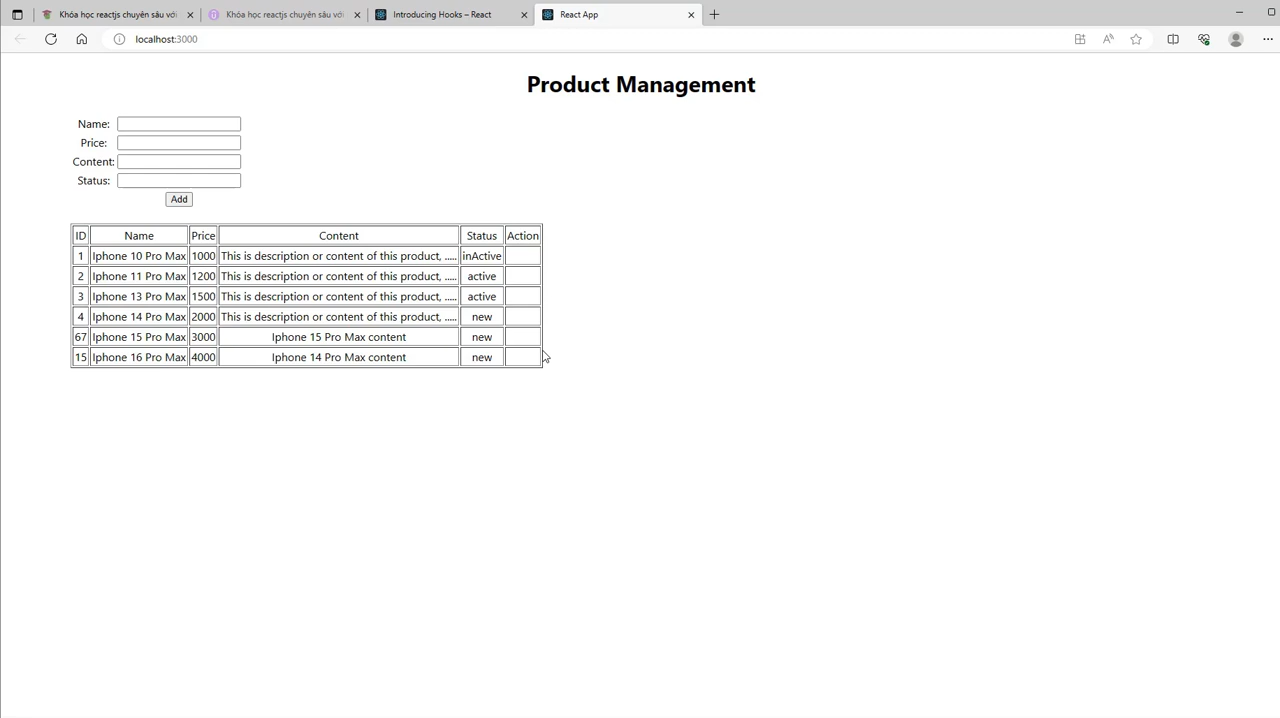 Khóa học reactjs chuyên sâu với
Khóa học reactjs chuyên sâu với
Introducing Hooks – React
React App
localhost:3000
Product Management
Name:
Price:
Content:
Status:
Add
ID Name Price Content Status Action
1 Iphone 10 Pro Max 1000 This is description or content of this product, ..... inActive
2 Iphone 11 Pro Max 1200 This is description or content of this product, ..... active
3 Iphone 13 Pro Max 1500 This is description or content of this product, ..... active
4 Iphone 14 Pro Max 2000 This is description or content of this product, ..... new
67 Iphone 15 Pro Max 3000 Iphone 15 Pro Max content new
15 Iphone 16 Pro Max 4000 Iphone 14 Pro Max content new